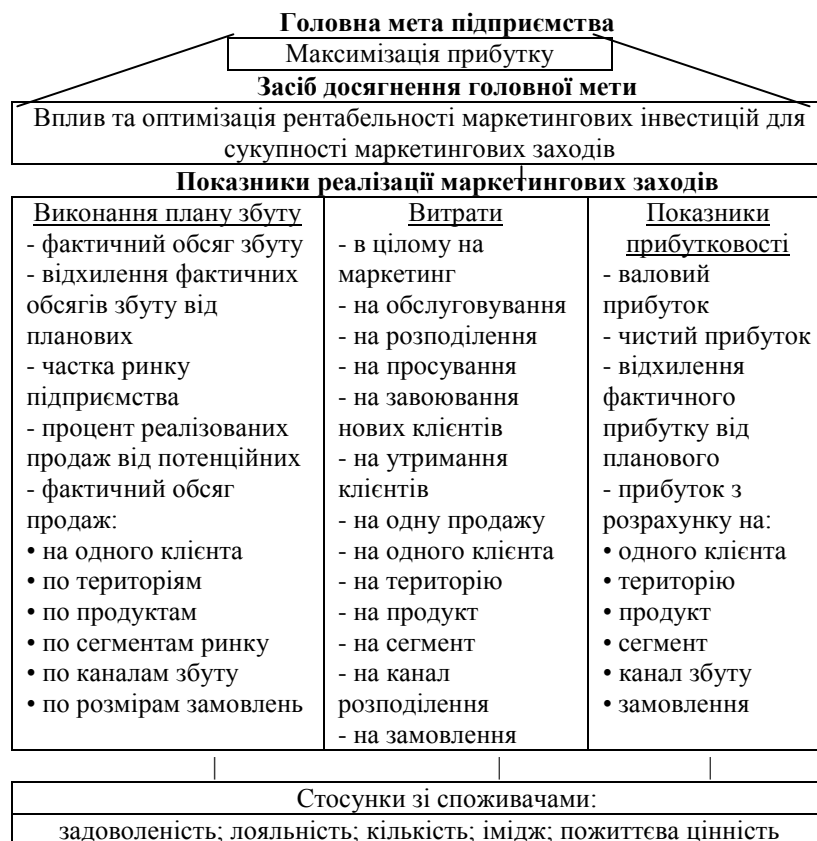 Головна мета підприємства
Максимізація прибутку
Засіб досягнення головної мети
Вплив та оптимізація рентабельності маркетингових інвестицій для
сукупності маркетингових заходів
Показники реалізації маркетингових заходів
Виконання плану збуту
- фактичний обсяг збуту
- відхилення фактичних
обсягів збуту від
планових
- частка ринку
підприємства
- процент реалізованих
продаж від потенційних
- фактичний обсяг
продаж:
• на одного клієнта
• по територіям
• по продуктам
• по сегментам ринку
• по каналам збуту
• по розмірам замовлень
Витрати
- в цілому на
маркетинг
- на обслуговування
- на розподілення
- на просування
- на завоювання
нових клієнтів
- на утримання
клієнтів
- на одну продажу
- на одного клієнта
- на територію
- на продукт
- на сегмент
- на канал
розподілення
- на замовлення
Показники
прибутковості
- валовий
прибуток
- чистий прибуток
- відхилення
фактичного
прибутку від
планового
- прибуток з
розрахунку на:
• одного клієнта
• територію
• продукт
• сегмент
• канал збуту
• замовлення
Стосунки зі споживачами:
задоволеність; лояльність; кількість; імідж; пожиттєва цінність